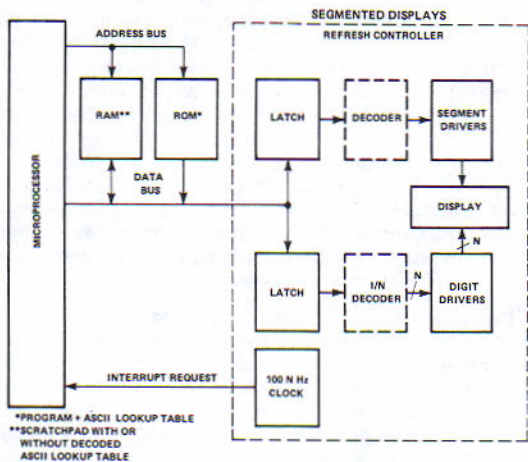 SEGMENTED DISPLAYS
REFRESH CONTROLLER
ADDRESS BUS
RAM**
ROM*
DATA
BUS
MICROPROCESSOR
LATCH
DECODER
SEGMENT
DRIVERS
DISPLAY
N
LATCH
I/N
DECODER
N
DIGIT
DRIVERS
INTERRUPT REQUEST
100 N Hz
CLOCK
*PROGRAM + ASCII LOOKUP TABLE
**SCRATCHPAD WITH OR
WITHOUT DECODED
ASCII LOOKUP TABLE